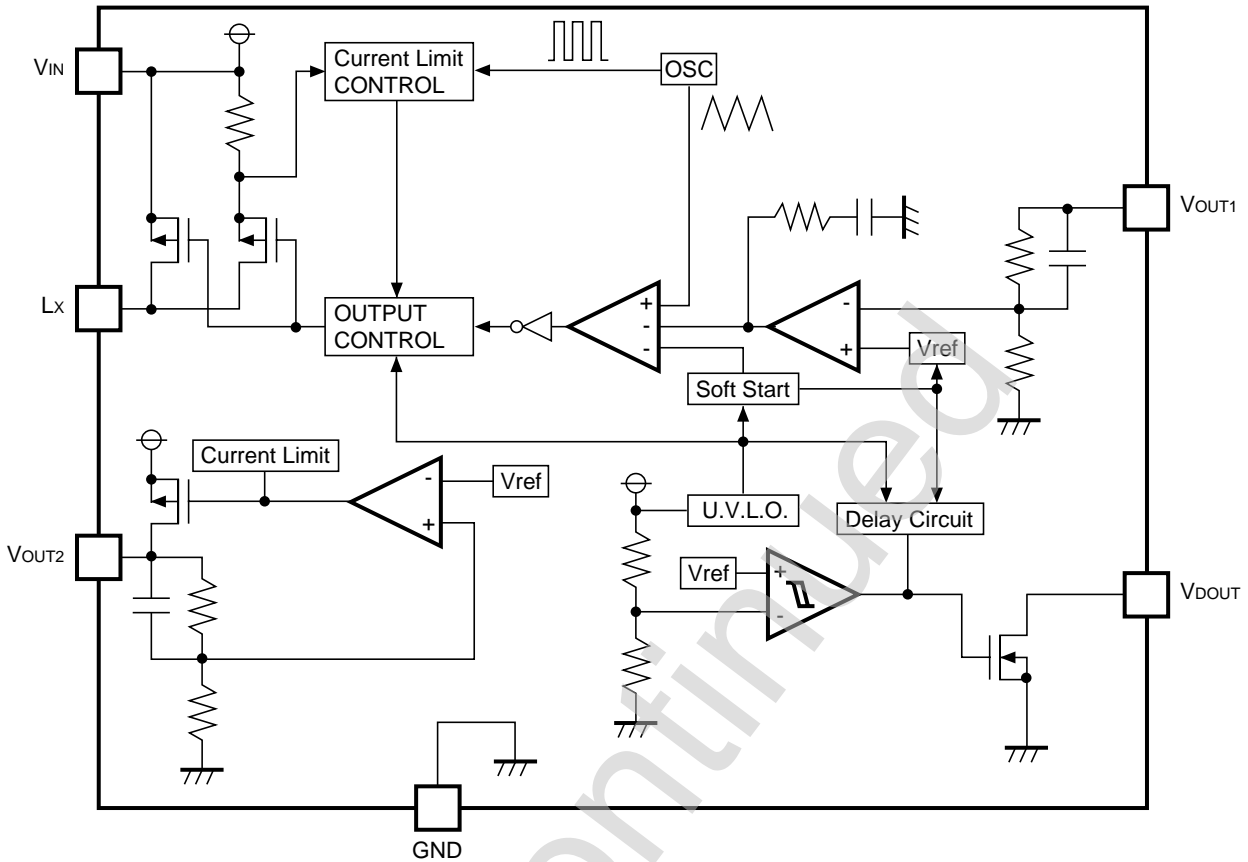 VIN
Current Limit
CONTROL
OSC
VOUT1
LX
OUTPUT
CONTROL
+
-
-
-
+
Vref
Soft Start
Current Limit
-
+
Vref
U.V.L.O.
Delay Circuit
VOUT2
Vref
+
-
VDOUT
GND
ontinued